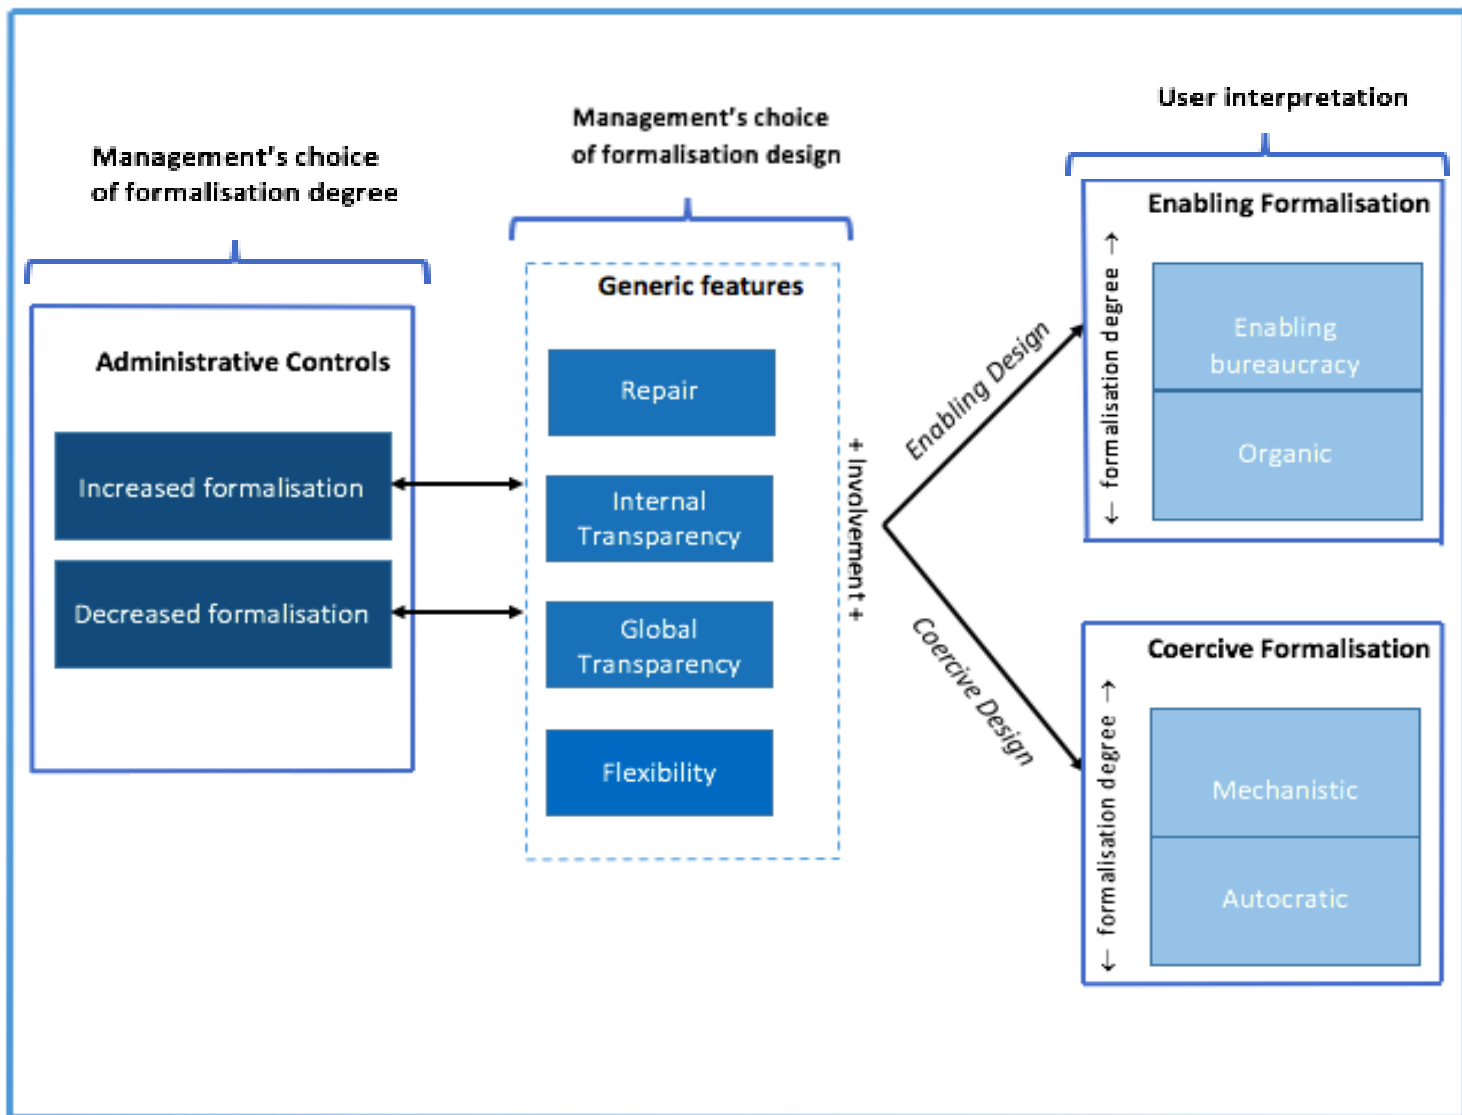 Management's choice
of formalisation degree
Administrative Controls
Increased formalisation
Decreased formalisation
Management's choice
of formalisation design
Generic features
Repair
Internal
Transparency
Global
Transparency
Flexibility
+ Involvement +
Enabling Design
Coercive Design
User interpretation
Enabling Formalisation
← formalisation degree →
Enabling
bureaucracy
Organic
Coercive Formalisation
← formalisation degree →
Mechanistic
Autocratic